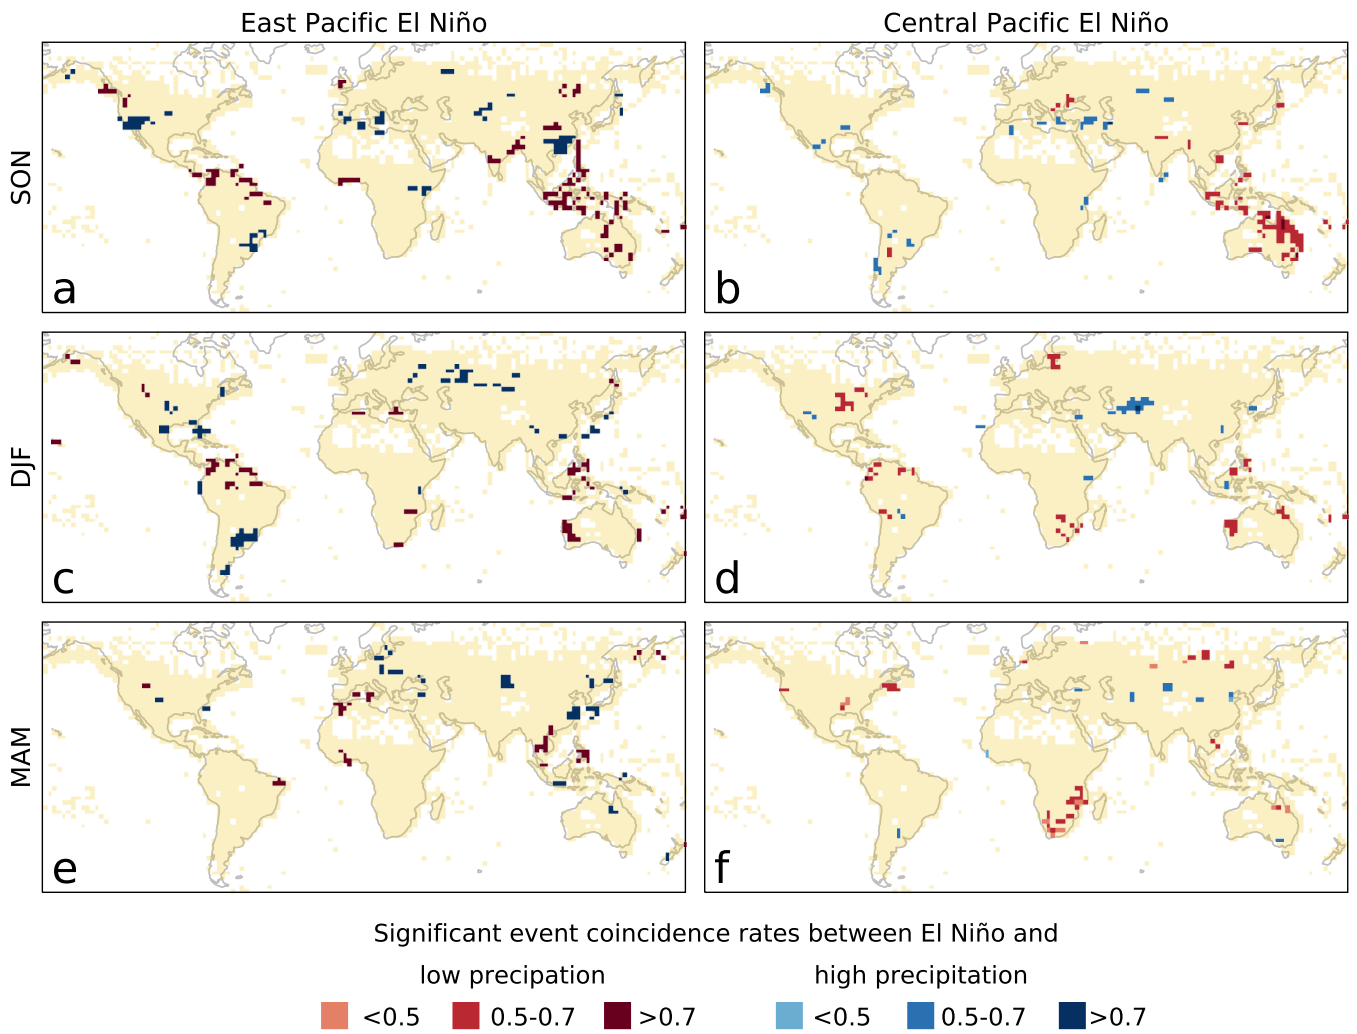 East Pacific El Niño
Central Pacific El Niño
SON
a
b
DJF
c
d
MAM
e
f
Significant event coincidence rates between El Niño and
low precipation
high precipitation
<0.5
0.5-0.7
>0.7
<0.5
0.5-0.7
>0.7